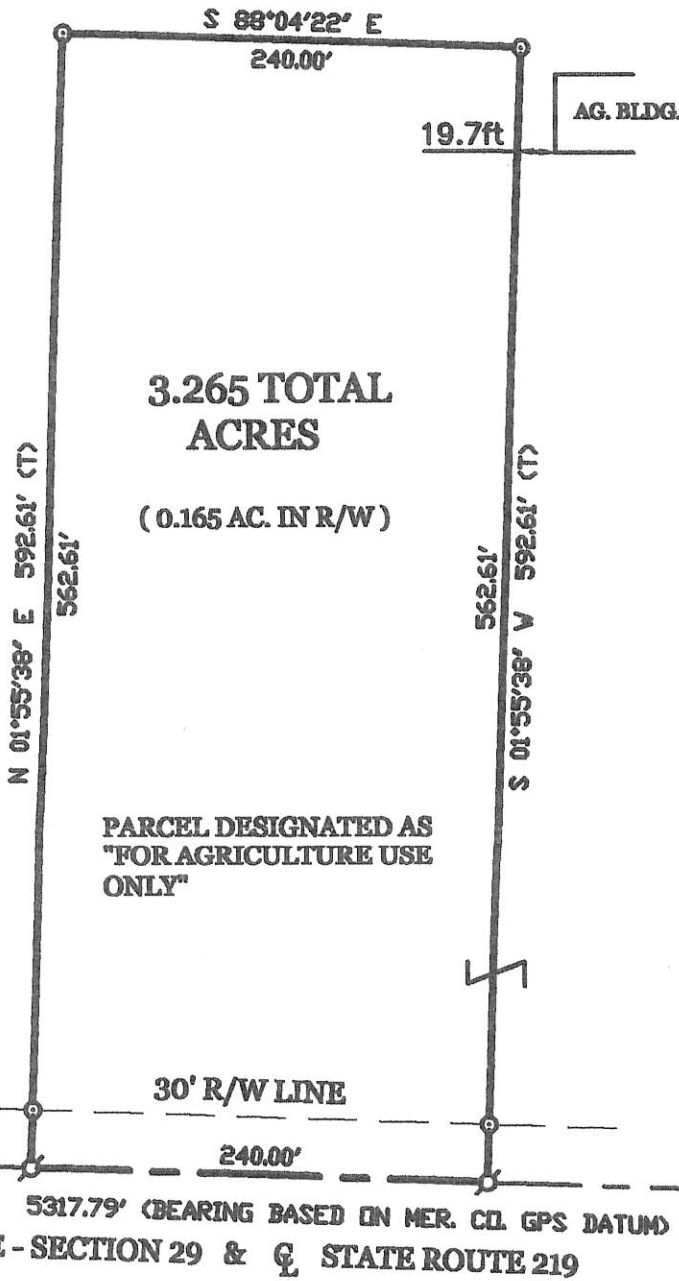 S 88°04'22" E
240.00'
AG. BLDG.
19.7ft
3.265 TOTAL
ACRES
( 0.165 AC. IN R/W )
N 01°55'38" E 592.61' (T)
562.61'
562.61'
S 01°55'38" W 592.61' (T)
PARCEL DESIGNATED AS
"FOR AGRICULTURE USE
ONLY"
30' R/W LINE
240.00'
5317.79' (BEARING BASED ON MER. CO. GPS DATUM)
E - SECTION 29 & ℄ STATE ROUTE 219